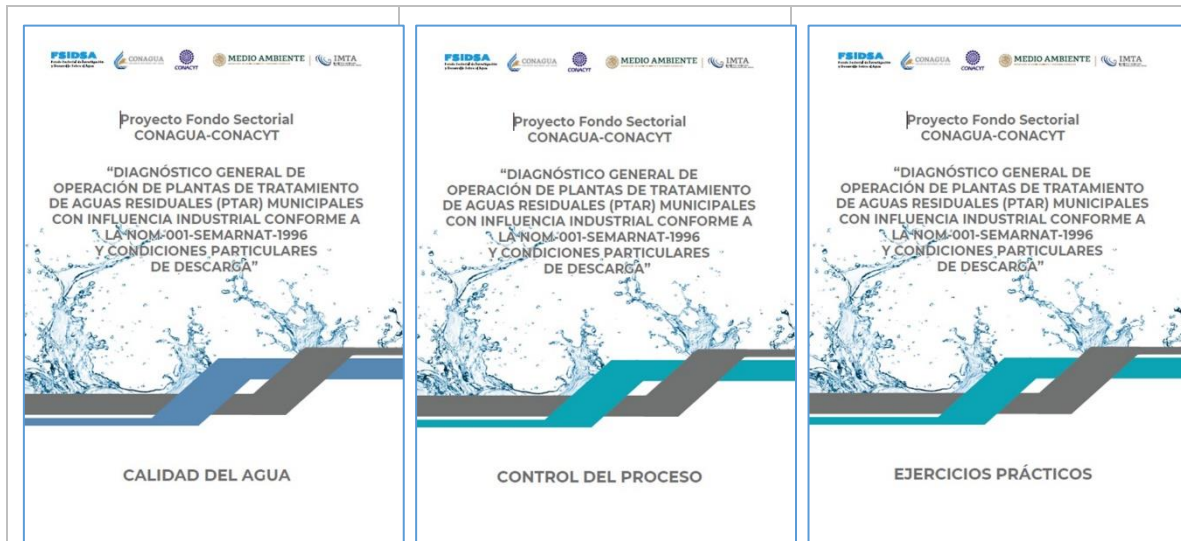 FSIDSA
CONAGUA
CONACYT
MEDIO AMBIENTE
IMTA
Proyecto Fondo Sectorial
CONAGUA-CONACYT
“DIAGNÓSTICO GENERAL DE
OPERACIÓN DE PLANTAS DE TRATAMIENTO
DE AGUAS RESIDUALES (PTAR) MUNICIPALES
CON INFLUENCIA INDUSTRIAL CONFORME A
LA NOM-001-SEMARNAT-1996
Y CONDICIONES PARTICULARES
DE DESCARGA”
CALIDAD DEL AGUA
FSIDSA
CONAGUA
CONACYT
MEDIO AMBIENTE
IMTA
Proyecto Fondo Sectorial
CONAGUA-CONACYT
“DIAGNÓSTICO GENERAL DE
OPERACIÓN DE PLANTAS DE TRATAMIENTO
DE AGUAS RESIDUALES (PTAR) MUNICIPALES
CON INFLUENCIA INDUSTRIAL CONFORME A
LA NOM-001-SEMARNAT-1996
Y CONDICIONES PARTICULARES
DE DESCARGA”
CONTROL DEL PROCESO
FSIDSA
CONAGUA
CONACYT
MEDIO AMBIENTE
IMTA
Proyecto Fondo Sectorial
CONAGUA-CONACYT
“DIAGNÓSTICO GENERAL DE
OPERACIÓN DE PLANTAS DE TRATAMIENTO
DE AGUAS RESIDUALES (PTAR) MUNICIPALES
CON INFLUENCIA INDUSTRIAL CONFORME A
LA NOM-001-SEMARNAT-1996
Y CONDICIONES PARTICULARES
DE DESCARGA”
EJERCICIOS PRÁCTICOS